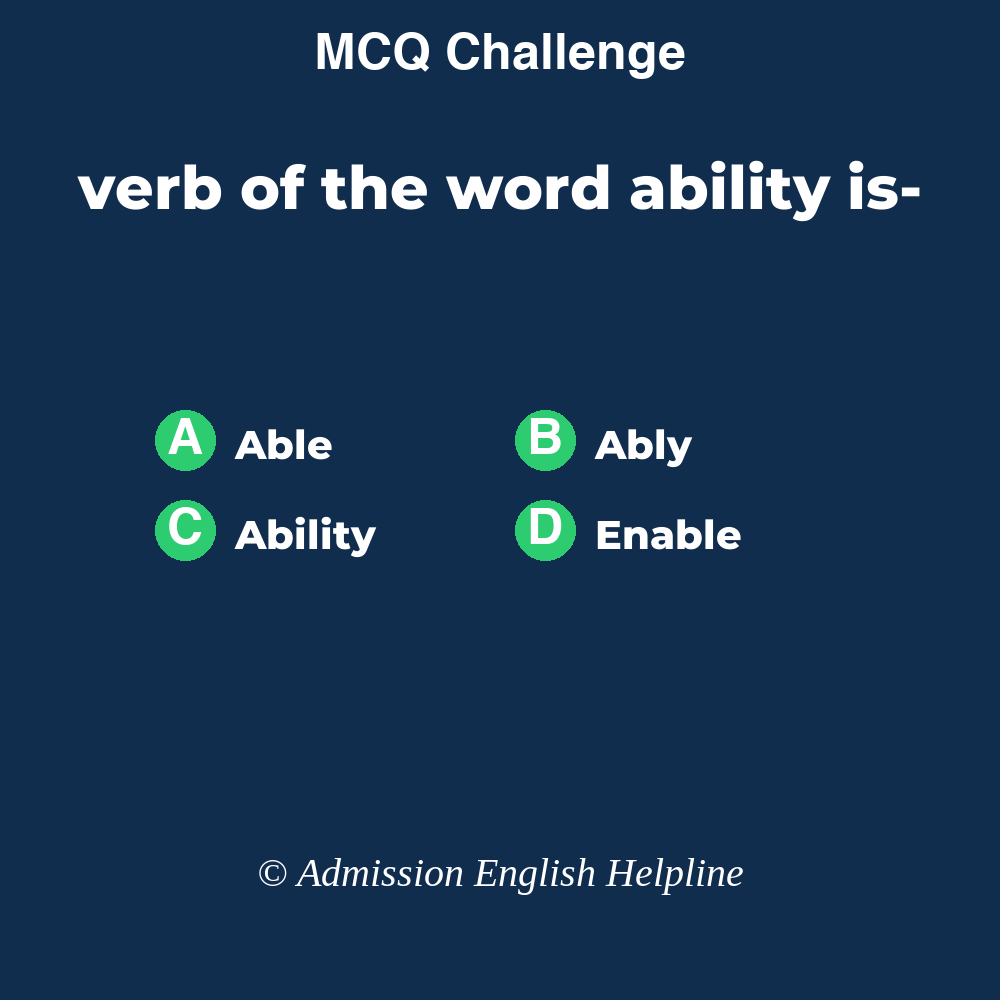 MCQ Challenge
verb of the word ability is-
A Able B Ably
C Ability D Enable
© Admission English Helpline